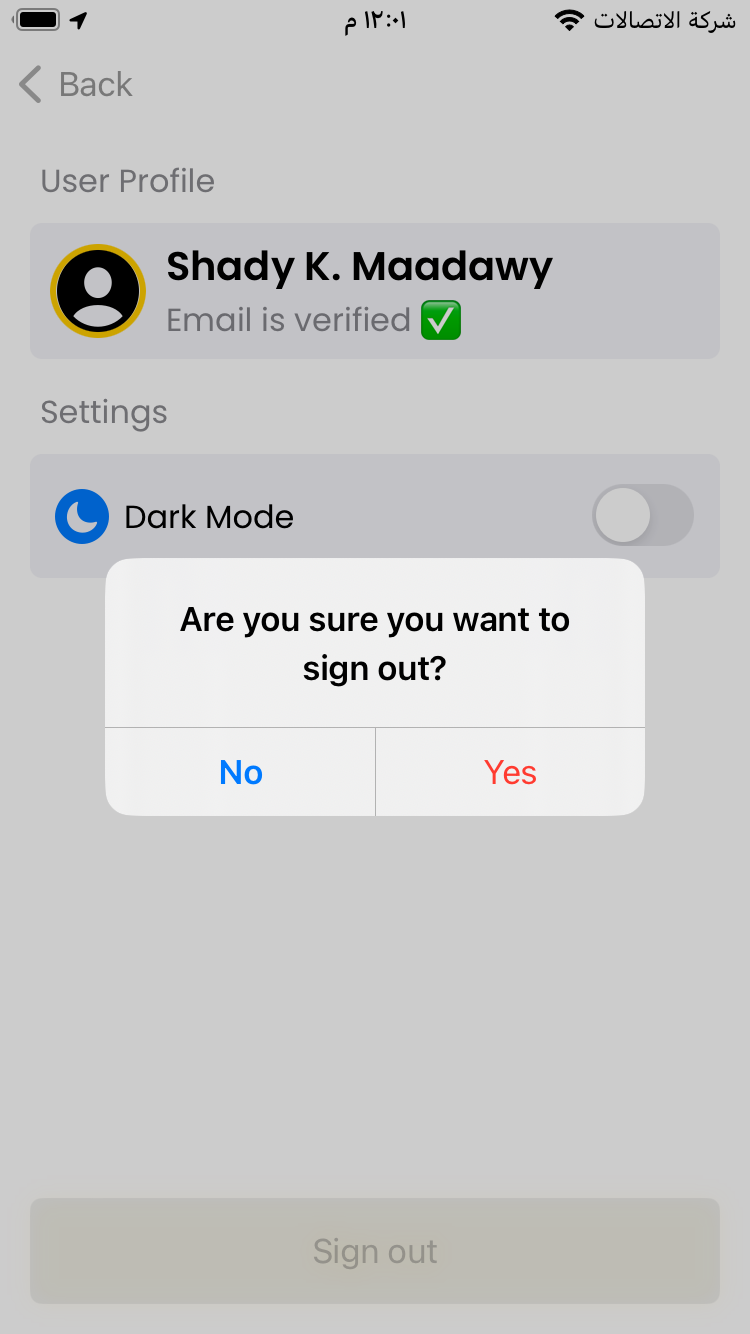 ١٢:٠١ م
شركة الاتصالات
Back
User Profile
Shady K. Maadawy
Email is verified ✅
Settings
Dark Mode
Are you sure you want to
sign out?
No
Yes
Sign out